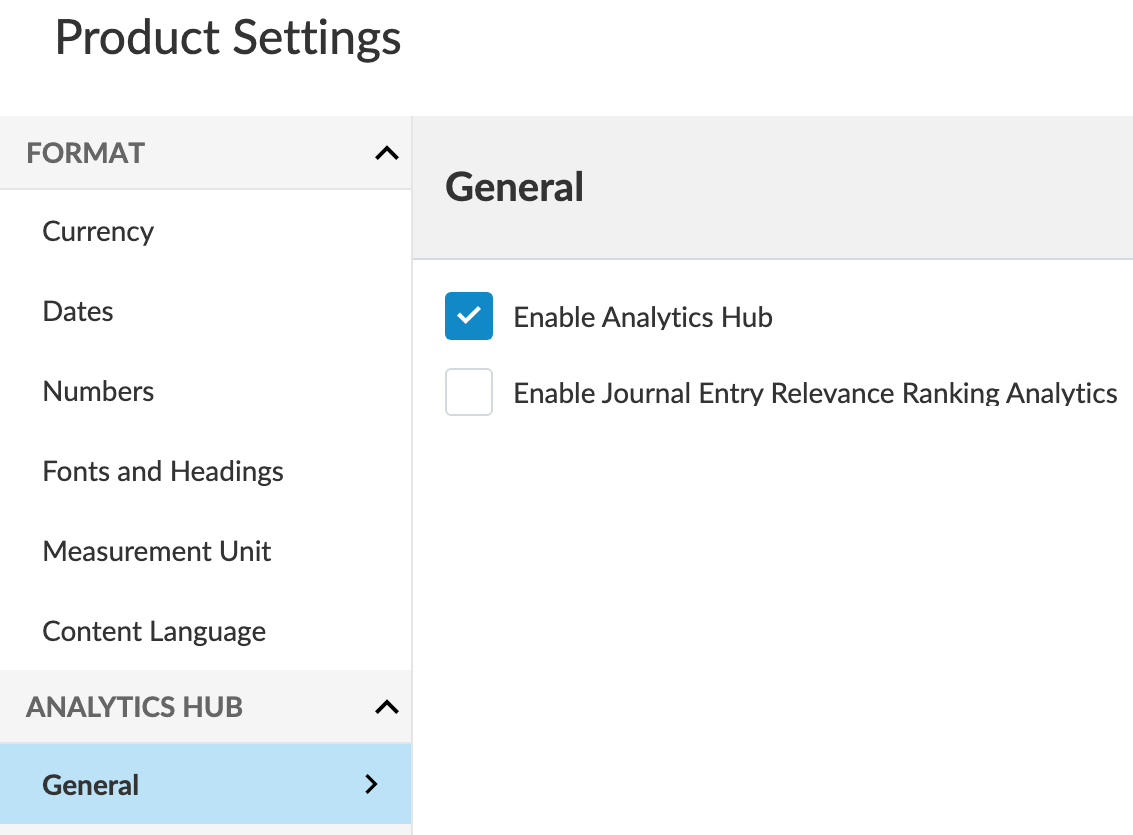 Product Settings
FORMAT
Currency
Dates
Numbers
Fonts and Headings
Measurement Unit
Content Language
ANALYTICS HUB
General
General
Enable Analytics Hub
Enable Journal Entry Relevance Ranking Analytics